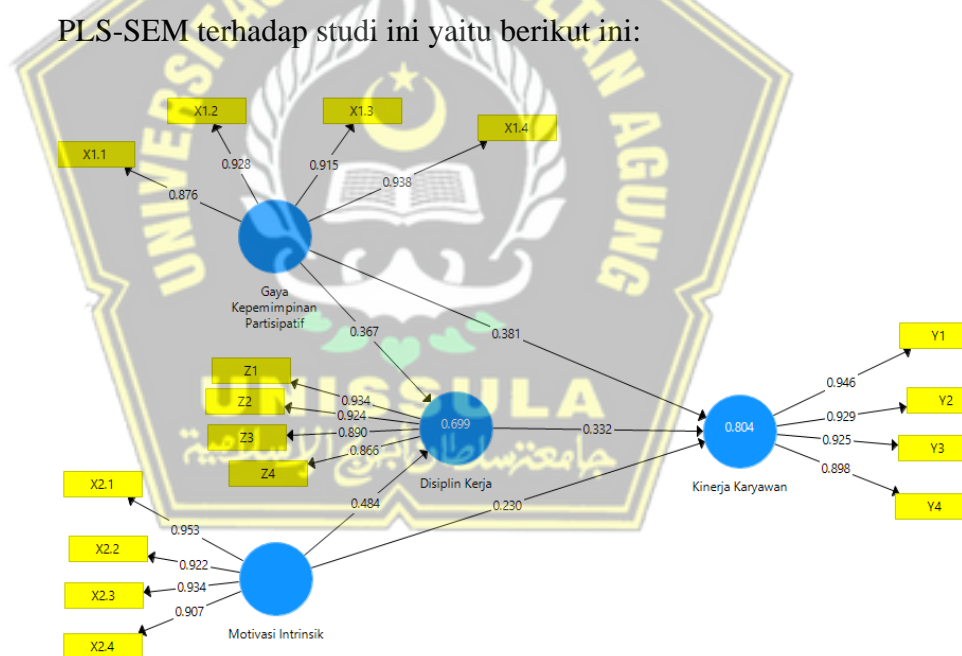 PLS-SEM terhadap studi ini yaitu berikut ini:
X1.2
X1.3
X1.4
X1.1
0.928
0.915
0.938
0.876
Gaya
Kepemimpinan
Partisipatif
0.367
0.381
Z1
Z2
Z3
Z4
0.934
0.924
0.890
0.866
0.699
Disiplin Kerja
0.332
0.804
Kinerja Karyawan
Y1
Y2
Y3
Y4
0.946
0.929
0.925
0.898
0.484
0.230
X2.1
X2.2
X2.3
X2.4
0.953
0.922
0.934
0.907
Motivasi Intrinsik
AGUNG
UNISSULA